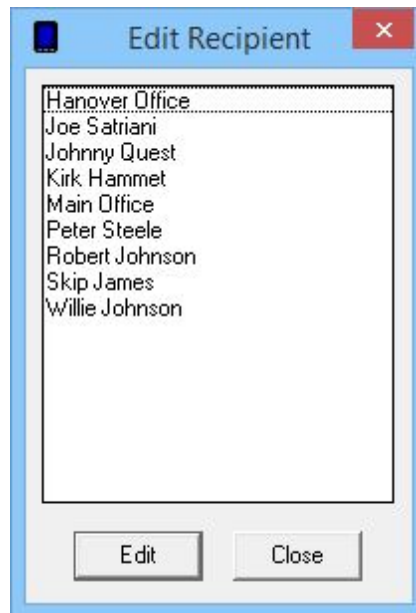 Edit Recipient
Hanover Office
Joe Satriani
Johnny Quest
Kirk Hammet
Main Office
Peter Steele
Robert Johnson
Skip James
Willie Johnson
Edit
Close